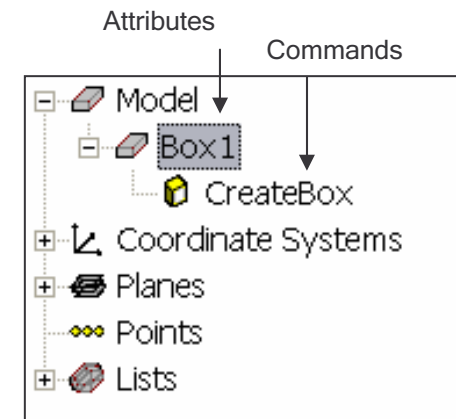 Attributes
Commands
Model
Box1
CreateBox
Coordinate Systems
Planes
Points
Lists